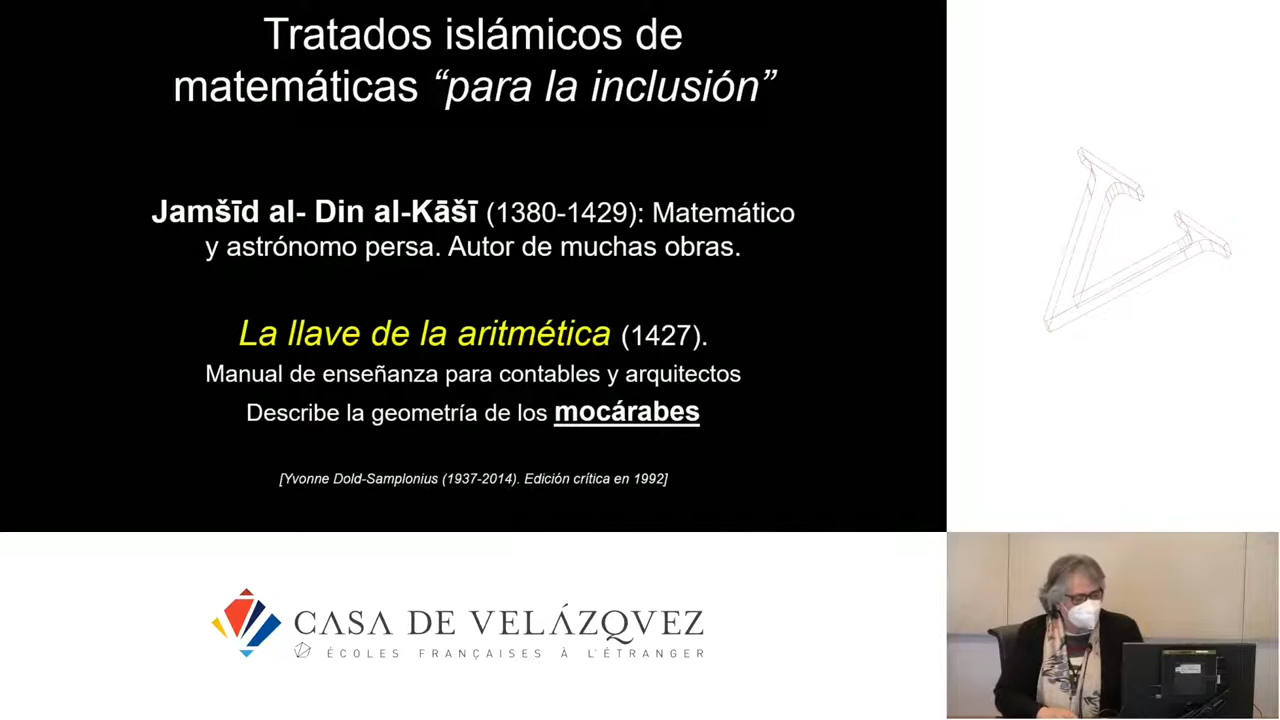 Tratados islámicos de
matemáticas “para la inclusión”
Jamšīd al- Din al-Kāšī (1380-1429): Matemático
y astrónomo persa. Autor de muchas obras.
La llave de la aritmética (1427).
Manual de enseñanza para contables y arquitectos
Describe la geometría de los mocárabes
[Yvonne Dold-Samplonius (1937-2014). Edición crítica en 1992]
CASA DE VELÁZQVEZ
ÉCOLES FRANÇAISES À L'ÉTRANGER